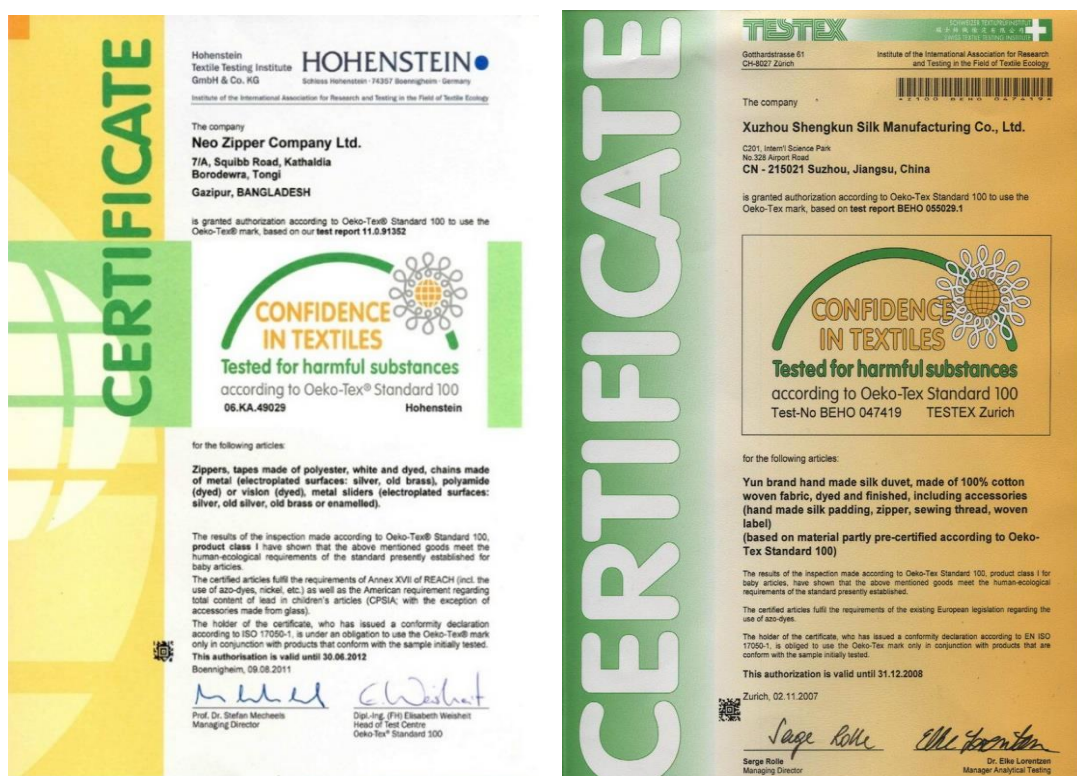 CERTIFICATE
Hohenstein
Textile Testing Institute
GmbH & Co. KG
HOHENSTEIN
Schloss Hohenstein · 74357 Boennigheim · Germany
Institute of the International Association for Research and Testing in the Field of Textile Ecology
The company
Neo Zipper Company Ltd.
7/A, Squibb Road, Kathaldia
Borodewra, Tongi
Gazipur, BANGLADESH
is granted authorization according to Oeko-Tex® Standard 100 to use the
Oeko-Tex® mark, based on our test report 11.0.91352
CONFIDENCE
IN TEXTILES
Tested for harmful substances
according to Oeko-Tex® Standard 100
06.KA.49029 Hohenstein
for the following articles:
Zippers, tapes made of polyester, white and dyed, chains made
of metal (electroplated surfaces: silver, old brass), polyamide
(dyed) or vision (dyed), metal sliders (electroplated surfaces:
silver, old silver, old brass or enamelled).
The results of the inspection made according to Oeko-Tex® Standard 100,
product class I have shown that the above mentioned goods meet the
human-ecological requirements of the standard presently established for
baby articles.
The certified articles fulfil the requirements of Annex XVII of REACH (incl. the
use of azo-dyes, nickel, etc.) as well as the American requirement regarding
total content of lead in children's articles (CPSIA; with the exception of
accessories made from glass).
The holder of the certificate, who has issued a conformity declaration
according to ISO 17050-1, is under an obligation to use the Oeko-Tex® mark
only in conjunction with products that conform with the sample initially tested.
This authorisation is valid until 30.06.2012
Boennigheim, 09.08.2011
Prof. Dr. Stefan Mecheels
Managing Director
Dipl.-Ing. (FH) Elisabeth Weisheit
Head of Test Centre
Oeko-Tex® Standard 100
CERTIFICATE
TESTEX
SCHWEIZER TEXTILPRÜFINSTITUT
SWISS TEXTILE TESTING INSTITUTE
Gotthardstrasse 61
CH-8027 Zürich
Institute of the International Association for Research
and Testing in the Field of Textile Ecology
*2100 BEHO 047419*
The company
Xuzhou Shengkun Silk Manufacturing Co., Ltd.
C201, Intern'l Science Park
No.328 Airport Road
CN - 215021 Suzhou, Jiangsu, China
is granted authorization according to Oeko-Tex Standard 100 to use the
Oeko-Tex mark, based on test report BEHO 055029.1
CONFIDENCE
IN TEXTILES
Tested for harmful substances
according to Oeko-Tex Standard 100
Test-No BEHO 047419 TESTEX Zurich
for the following articles:
Yun brand hand made silk duvet, made of 100% cotton
woven fabric, dyed and finished, including accessories
(hand made silk padding, zipper, sewing thread, woven
label)
(based on material partly pre-certified according to Oeko-
Tex Standard 100)
The results of the inspection made according to Oeko-Tex Standard 100, product class I for
baby articles, have shown that the above mentioned goods meet the human-ecological
requirements of the standard presently established.
The certified articles fulfil the requirements of the existing European legislation regarding the
use of azo-dyes.
The holder of the certificate, who has issued a conformity declaration according to EN ISO
17050-1, is obliged to use the Oeko-Tex mark only in conjunction with products that are
conform with the sample initially tested.
This authorization is valid until 31.12.2008
Zurich, 02.11.2007
Serge Rolle
Serge Rolle
Managing Director
Elke Lorentzen
Dr. Elke Lorentzen
Manager Analytical Testing